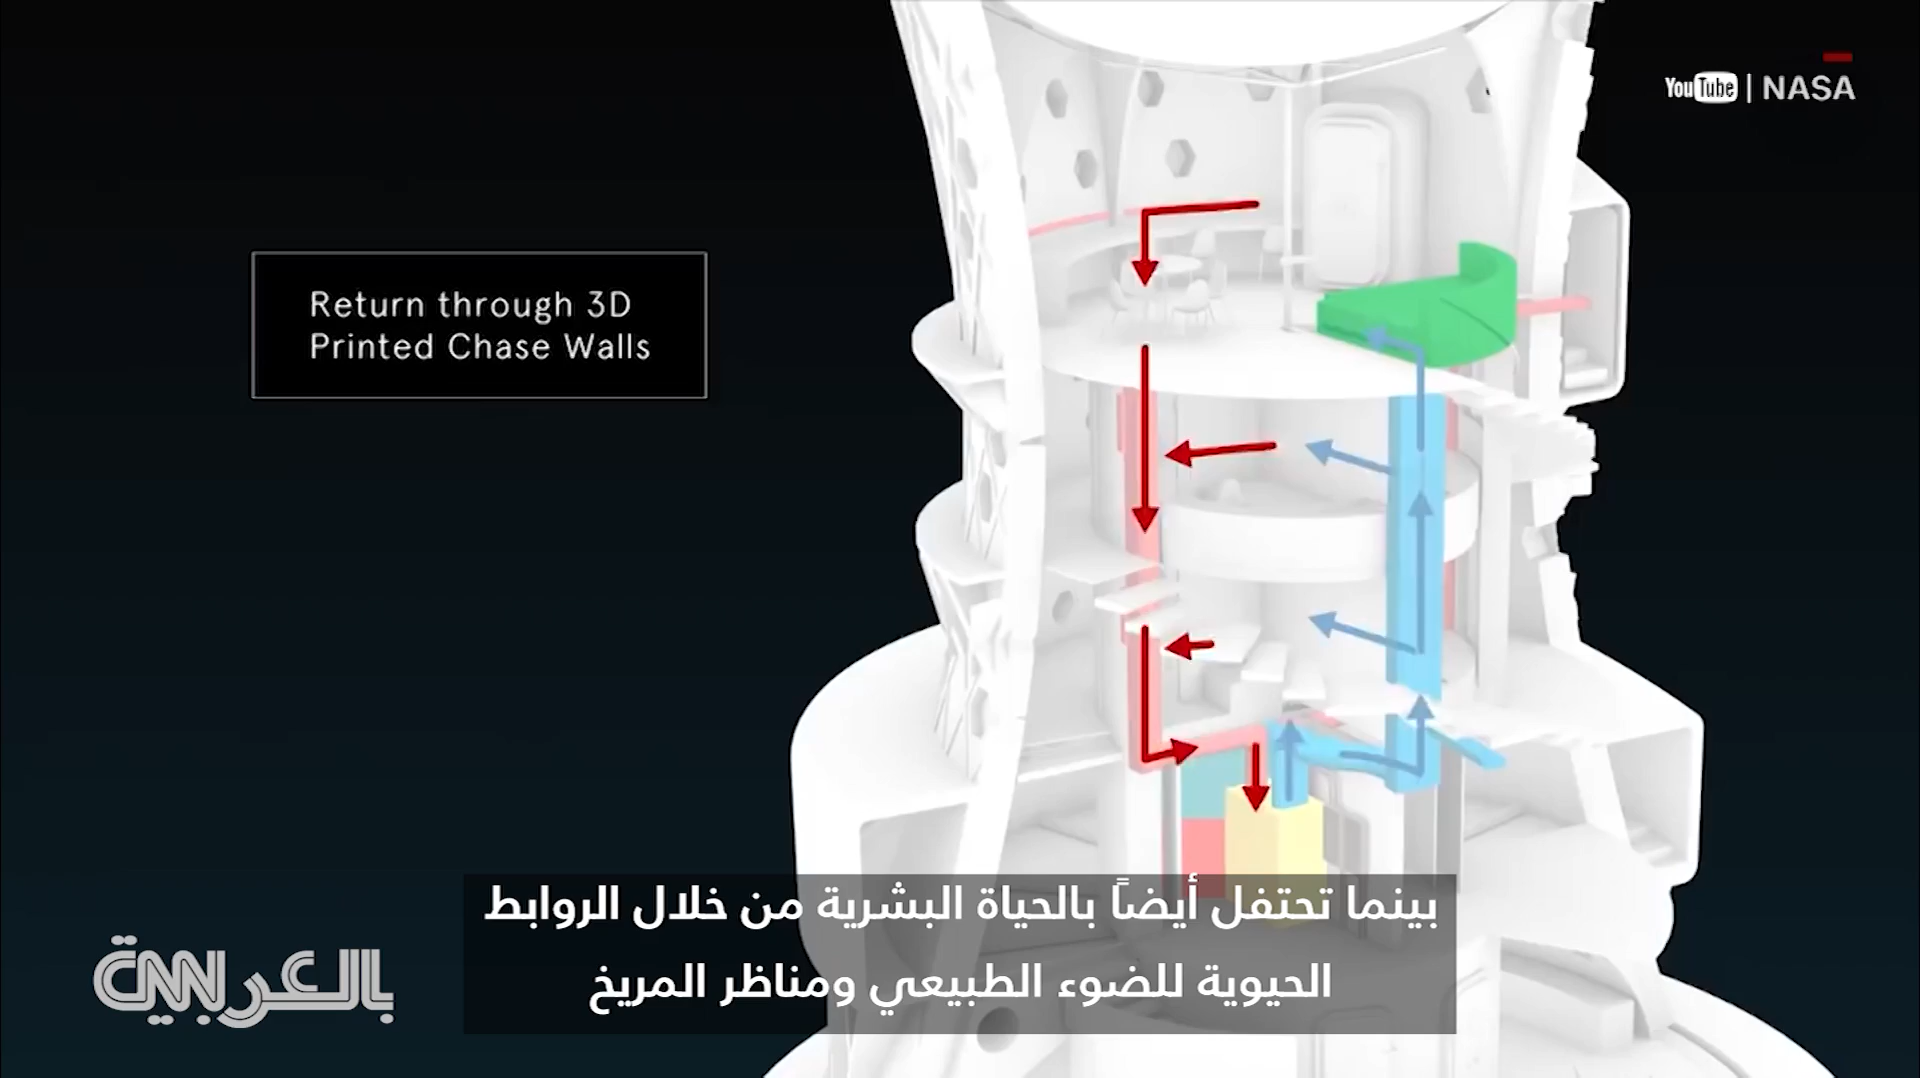 YouTube | NASA
Return through 3D
Printed Chase Walls
بينما تحتفل أيضاً بالحياة البشرية من خلال الروابط
الحيوية للضوء الطبيعي ومناظر المريخ
CNN بالعربية